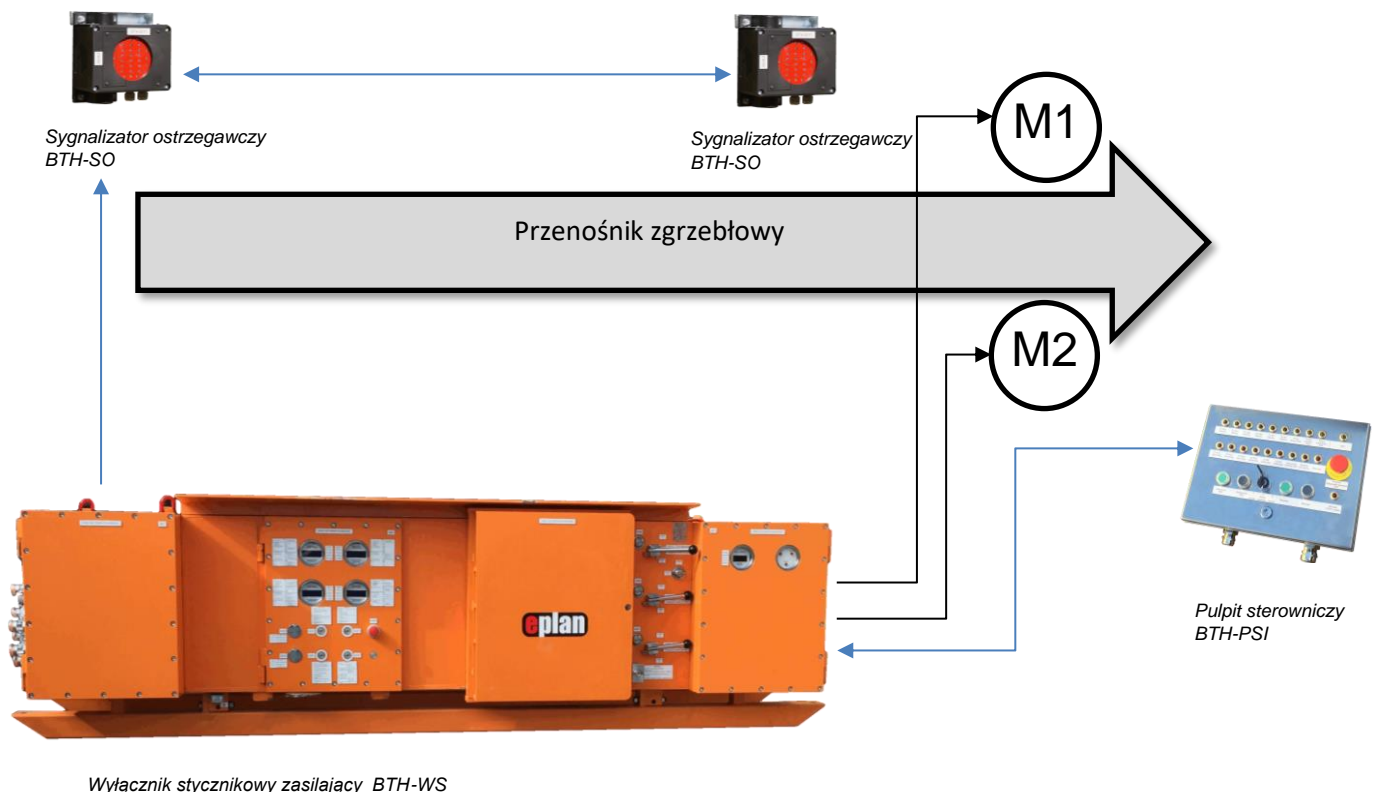 Sygnalizator ostrzegawczy
BTH-SO
Sygnalizator ostrzegawczy
BTH-SO
M1
Przenośnik zgrzebłowy
M2
eplan
Pulpit sterowniczy
BTH-PSI
Wyłącznik stycznikowy zasilający BTH-WS